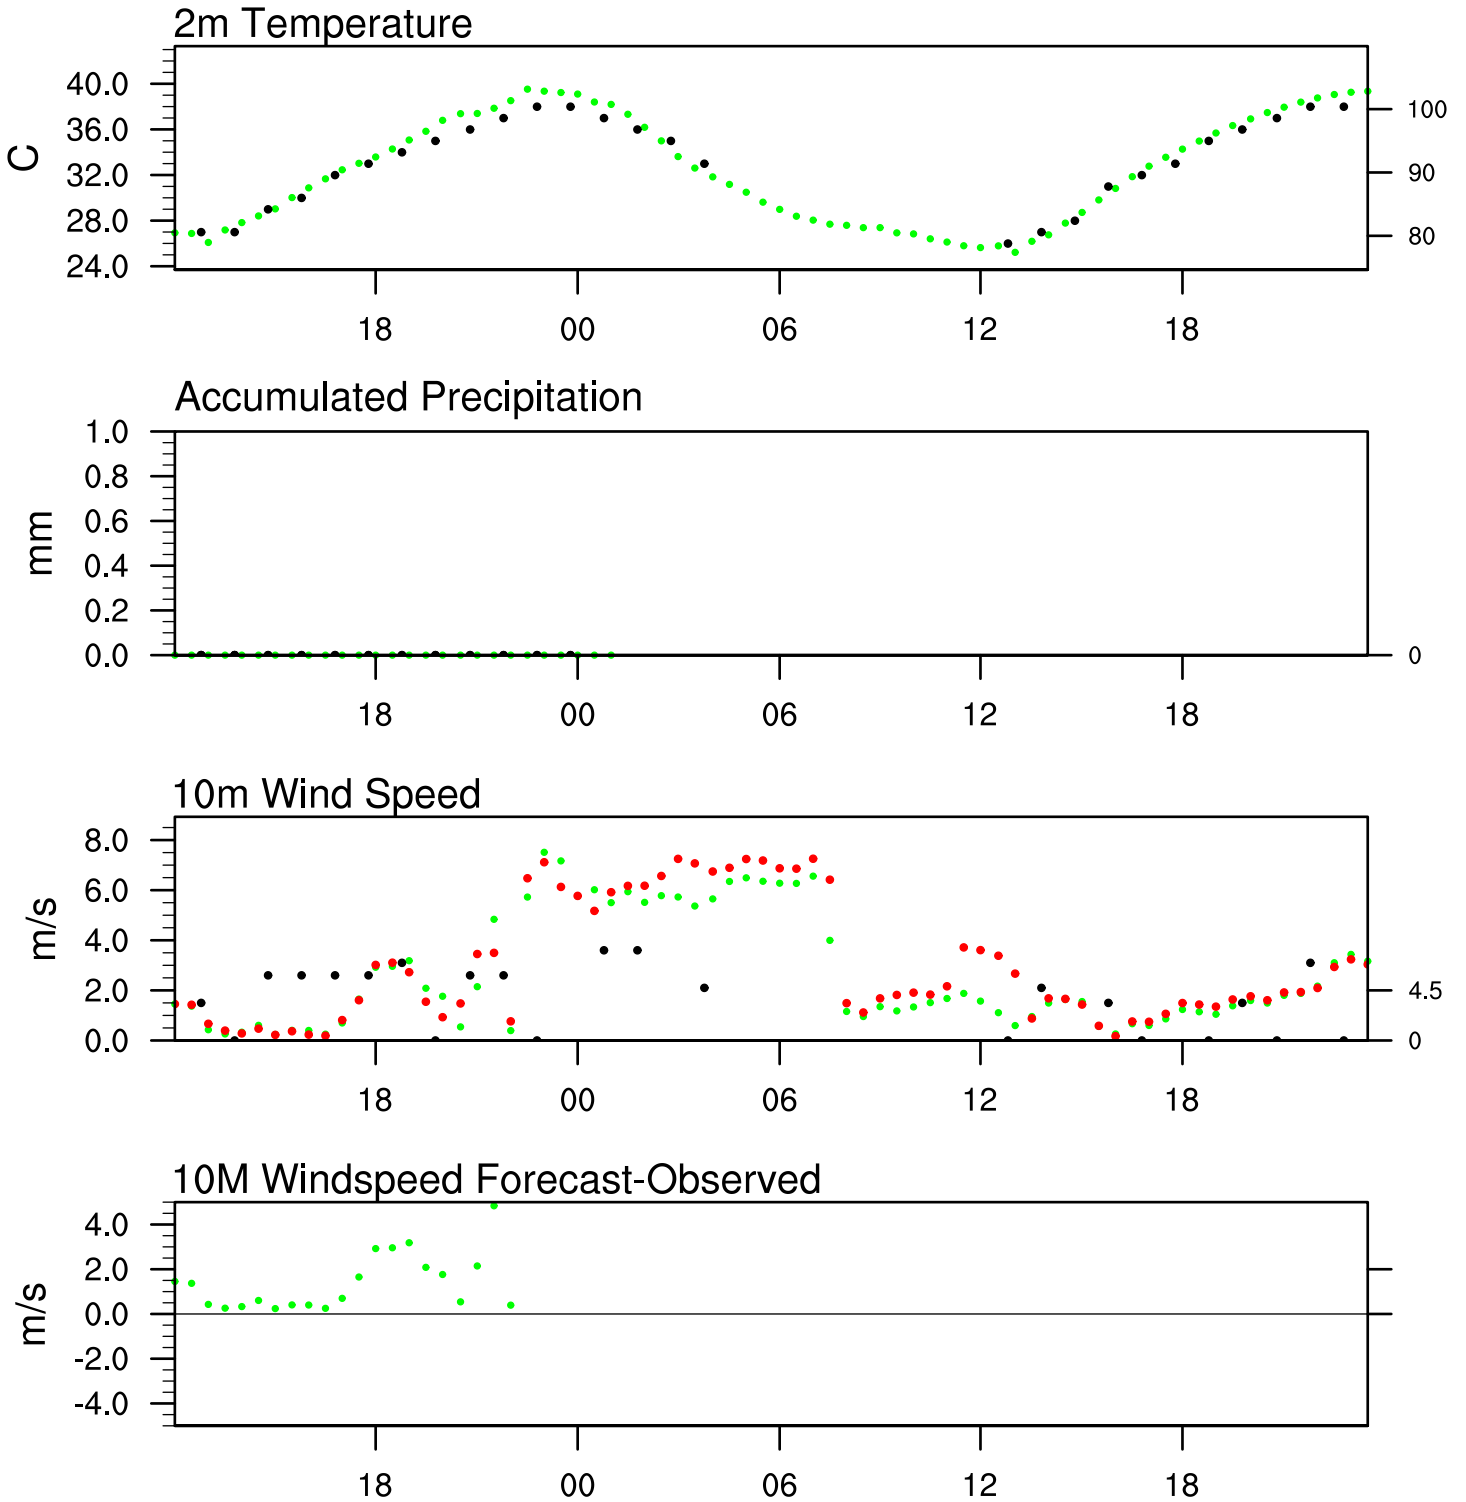 2m Temperature
40.0
36.0
32.0
28.0
24.0
C
100
90
80
18 00 06 12 18
Accumulated Precipitation
1.0
0.8
0.6
0.4
0.2
0.0
mm
0
18 00 06 12 18
10m Wind Speed
8.0
6.0
4.0
2.0
0.0
m/s
4.5
0
18 00 06 12 18
10M Windspeed Forecast-Observed
4.0
2.0
0.0
-2.0
-4.0
m/s
18 00 06 12 18